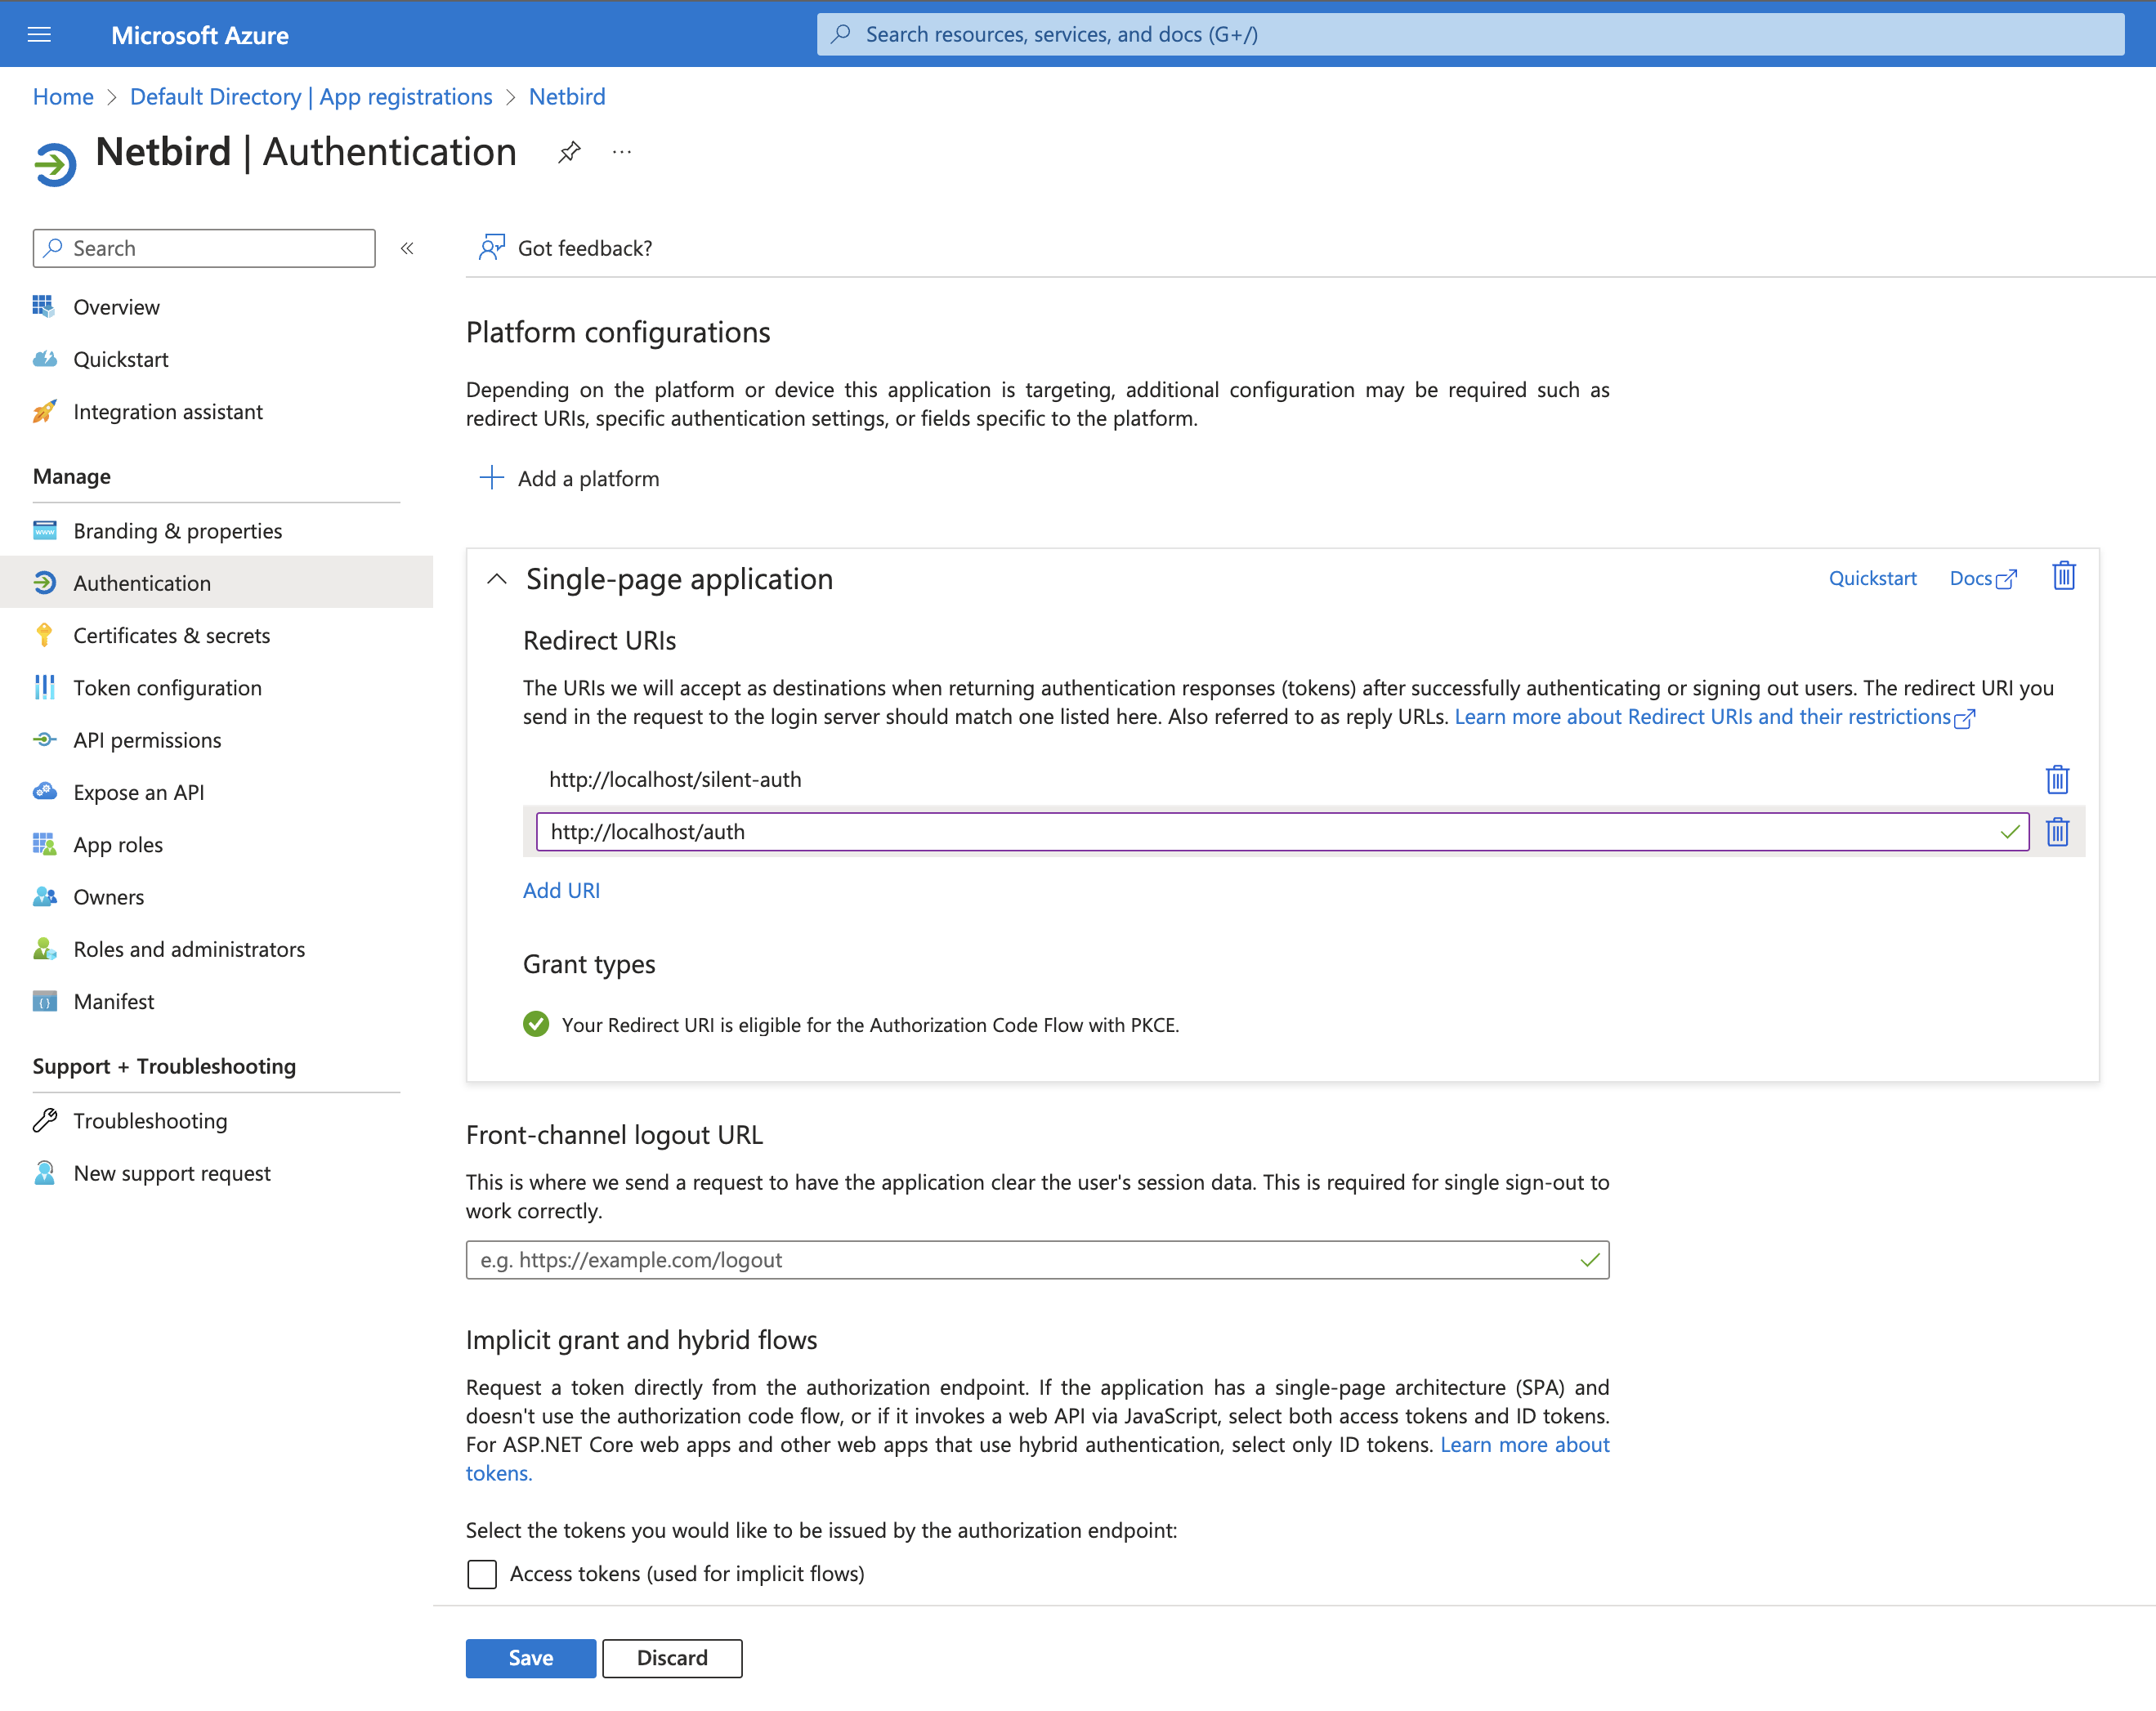 Microsoft Azure
Search resources, services, and docs (G+/)
Home > Default Directory | App registrations > Netbird
Netbird | Authentication
Search
Got feedback?
Overview
Quickstart
Integration assistant
Manage
Branding & properties
Authentication
Certificates & secrets
Token configuration
API permissions
Expose an API
App roles
Owners
Roles and administrators
Manifest
Support + Troubleshooting
Troubleshooting
New support request
Platform configurations
Depending on the platform or device this application is targeting, additional configuration may be required such as
redirect URIs, specific authentication settings, or fields specific to the platform.
Add a platform
Single-page application
Quickstart
Docs
Redirect URIs
The URIs we will accept as destinations when returning authentication responses (tokens) after successfully authenticating or signing out users. The redirect URI you
send in the request to the login server should match one listed here. Also referred to as reply URLs. Learn more about Redirect URIs and their restrictions
http://localhost/silent-auth
http://localhost/auth
Add URI
Grant types
Your Redirect URI is eligible for the Authorization Code Flow with PKCE.
Front-channel logout URL
This is where we send a request to have the application clear the user's session data. This is required for single sign-out to
work correctly.
e.g. https://example.com/logout
Implicit grant and hybrid flows
Request a token directly from the authorization endpoint. If the application has a single-page architecture (SPA) and
doesn't use the authorization code flow, or if it invokes a web API via JavaScript, select both access tokens and ID tokens.
For ASP.NET Core web apps and other web apps that use hybrid authentication, select only ID tokens. Learn more about
tokens.
Select the tokens you would like to be issued by the authorization endpoint:
Access tokens (used for implicit flows)
Save
Discard